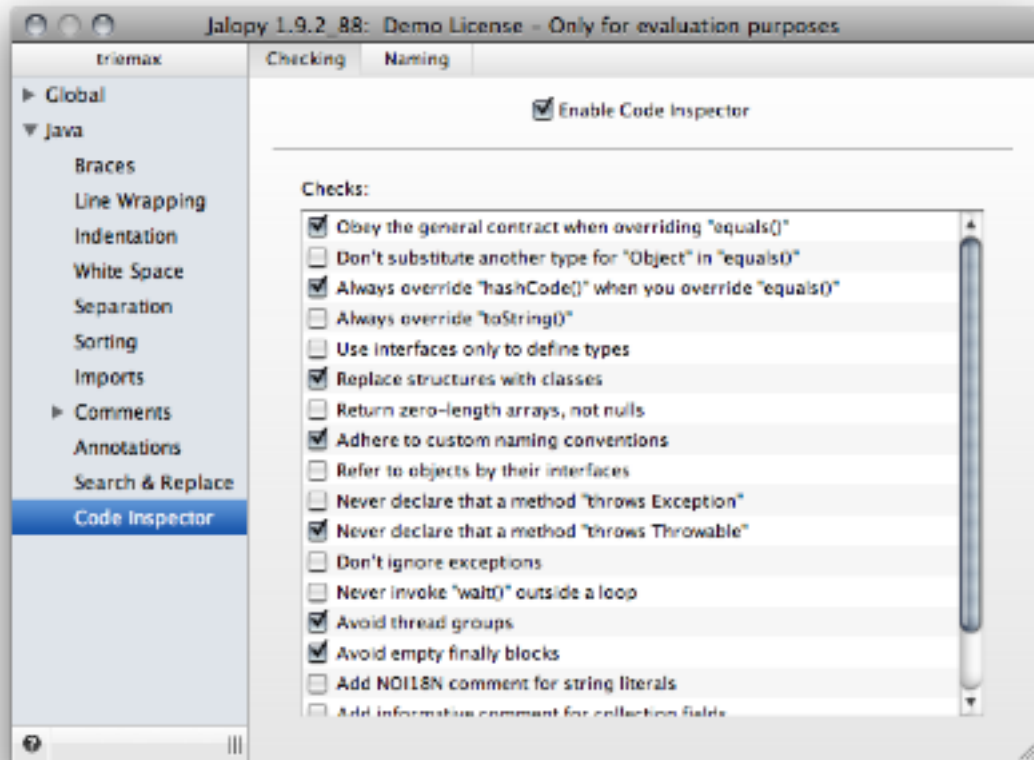 Jalopy 1.9.2_88:  Demo License – Only for evaluation purposes
triemax
Checking Naming
Global
Java
Braces
Line Wrapping
Indentation
White Space
Separation
Sorting
Imports
Comments
Annotations
Search & Replace
Code Inspector
Enable Code Inspector
Checks:
Obey the general contract when overriding "equals()"
Don't substitute another type for "Object" in "equals()"
Always override "hashCode()" when you override "equals()"
Always override "toString()"
Use interfaces only to define types
Replace structures with classes
Return zero-length arrays, not nulls
Adhere to custom naming conventions
Refer to objects by their interfaces
Never declare that a method "throws Exception"
Never declare that a method "throws Throwable"
Don't ignore exceptions
Never invoke "wait()" outside a loop
Avoid thread groups
Avoid empty finally blocks
Add NOI18N comment for string literals
Add informative comment for collection fields